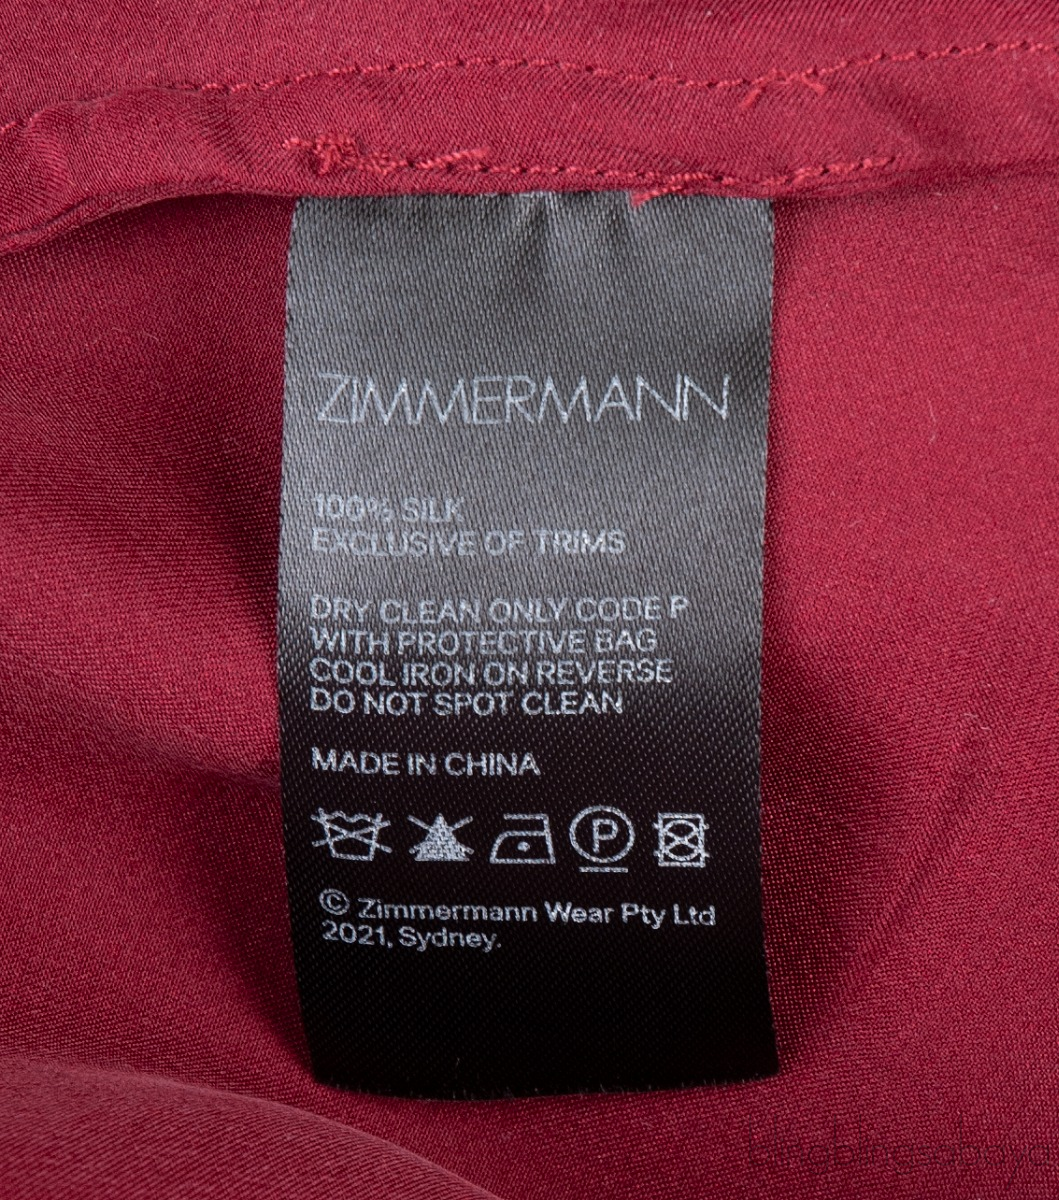 ZIMMERMANN
100% SILK
EXCLUSIVE OF TRIMS
DRY CLEAN ONLY CODE P
WITH PROTECTIVE BAG
COOL IRON ON REVERSE
DO NOT SPOT CLEAN
MADE IN CHINA
P
© Zimmermann Wear Pty Ltd
2021, Sydney.